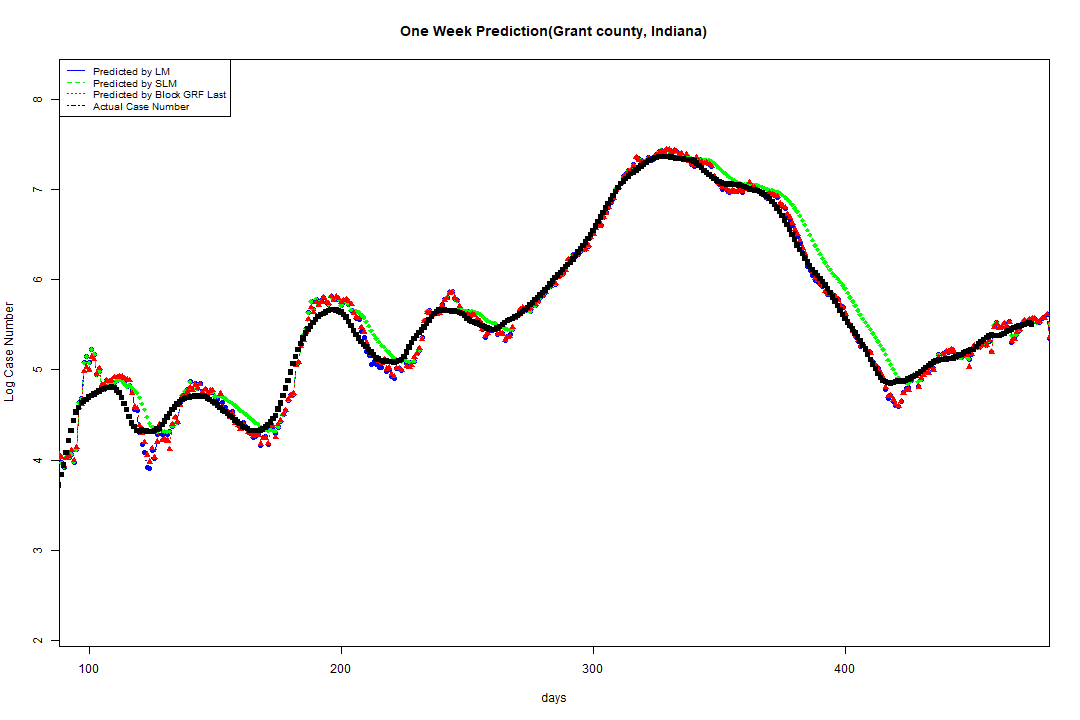 One Week Prediction(Grant county, Indiana)
Predicted by LM
Predicted by SLM
Predicted by Block GRF Last
Actual Case Number
8
7
6
5
4
3
2
Log Case Number
100 200 300 400
days